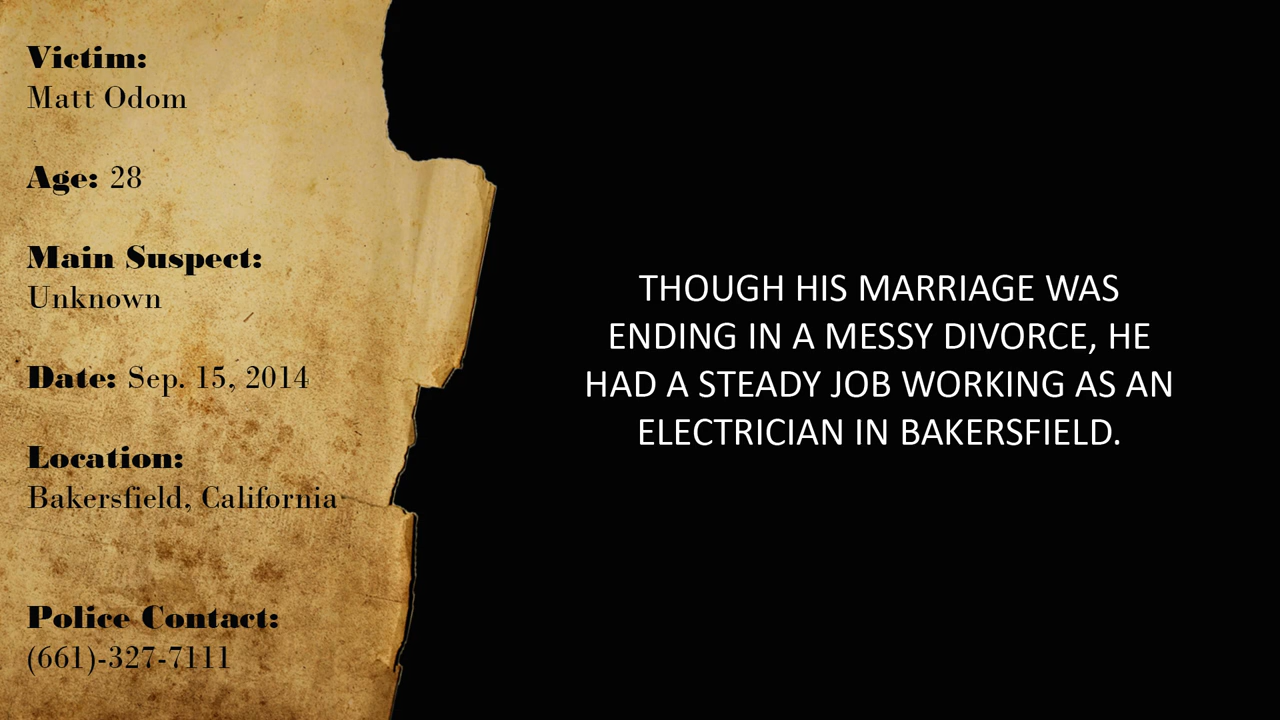 Victim:
Matt Odom
Age: 28
Main Suspect:
Unknown
Date: Sep. 15, 2014
Location:
Bakersfield, California
Police Contact:
(661)-327-7111
THOUGH HIS MARRIAGE WAS
ENDING IN A MESSY DIVORCE, HE
HAD A STEADY JOB WORKING AS AN
ELECTRICIAN IN BAKERSFIELD.